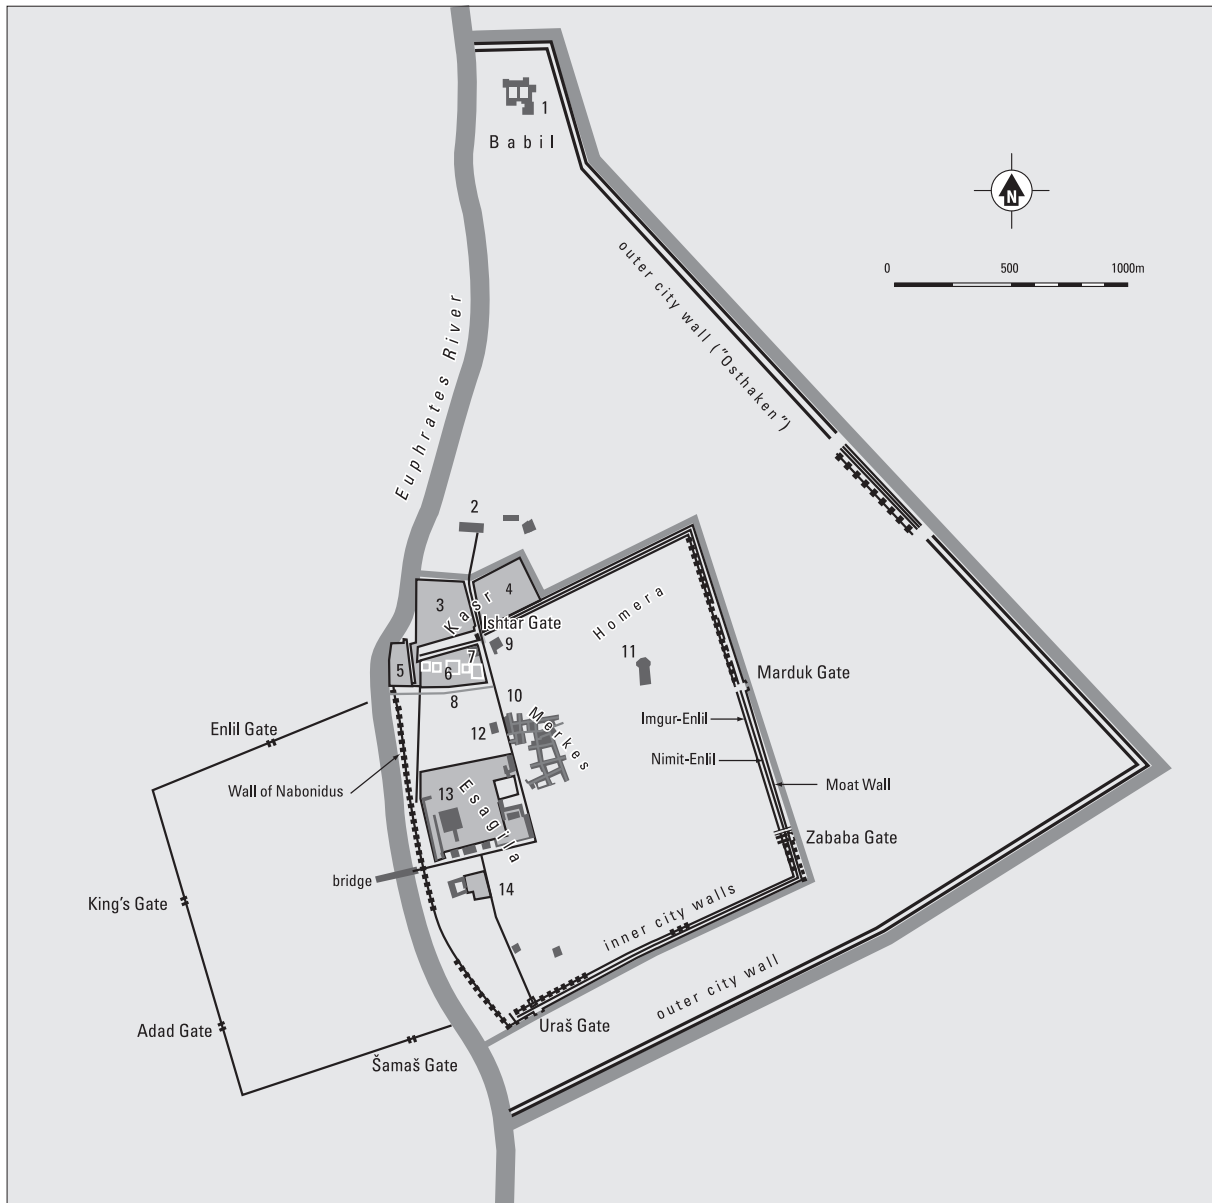 1
Babil
N
0 500 1000m
outer city wall ("Osthaken")
Euphrates River
2
3
4
Kasr
Ishtar Gate
Homera
5
6
7
8
9
10
11
12
Merkes
Marduk Gate
Imgur-Enlil
Nimit-Enlil
Moat Wall
Enlil Gate
Wall of Nabonidus
13
Esagila
Zababa Gate
bridge
14
King's Gate
inner city walls
outer city wall
Adad Gate
Uraš Gate
Šamaš Gate